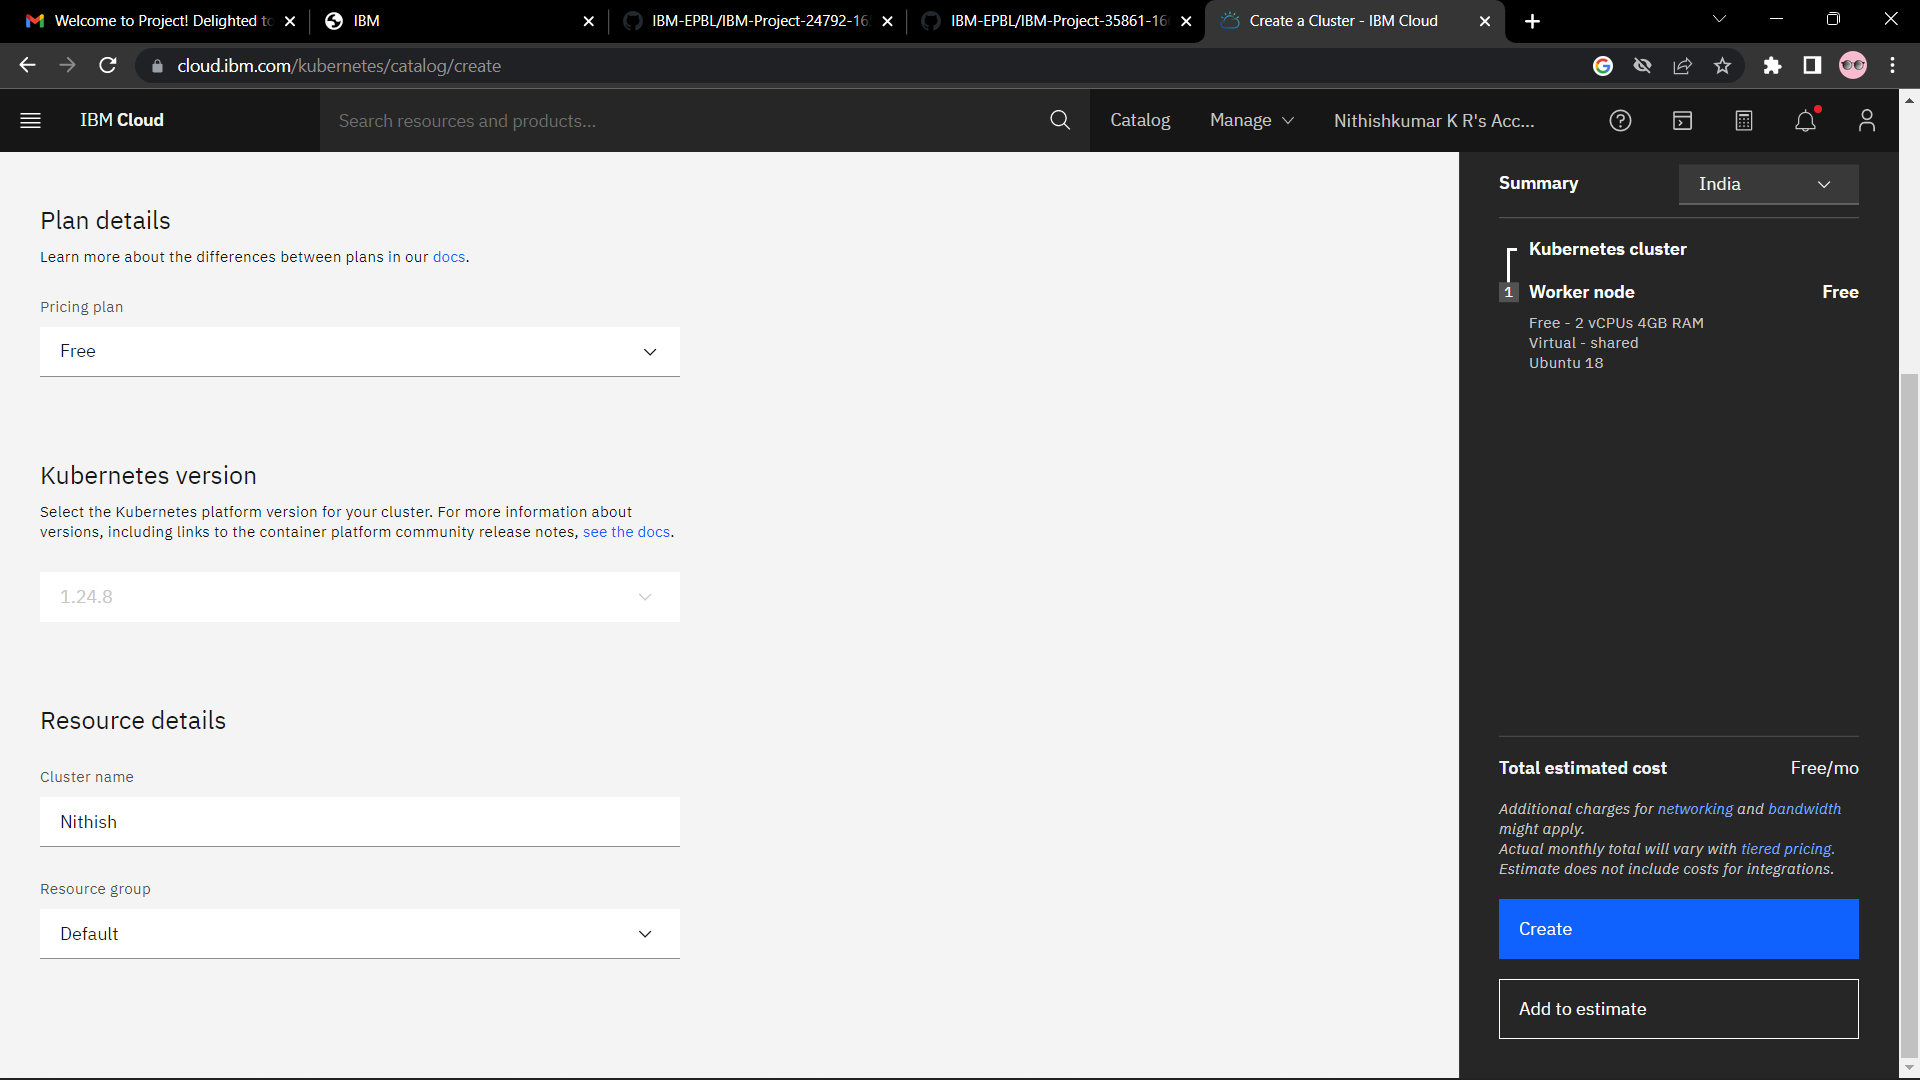 Welcome to Project! Delighted to
IBM
IBM-EPBL/IBM-Project-24792-16
IBM-EPBL/IBM-Project-35861-16
Create a Cluster - IBM Cloud
cloud.ibm.com/kubernetes/catalog/create
IBM Cloud
Search resources and products...
Catalog
Manage
Nithishkumar K R's Acc...
Plan details
Learn more about the differences between plans in our docs.
Pricing plan
Free
Kubernetes version
Select the Kubernetes platform version for your cluster. For more information about
versions, including links to the container platform community release notes, see the docs.
1.24.8
Resource details
Cluster name
Nithish
Resource group
Default
Summary
India
Kubernetes cluster
1 Worker node Free
Free - 2 vCPUs 4GB RAM
Virtual - shared
Ubuntu 18
Total estimated cost Free/mo
Additional charges for networking and bandwidth
might apply.
Actual monthly total will vary with tiered pricing.
Estimate does not include costs for integrations.
Create
Add to estimate